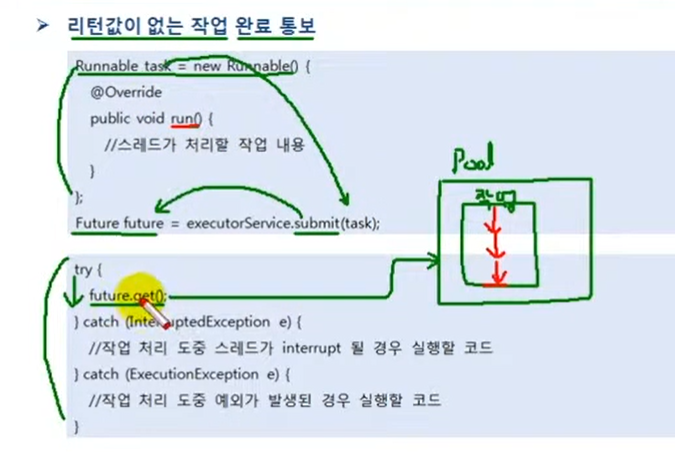 ➢ 리턴값이 없는 작업 완료 통보
Runnable task = new Runnable() {
@Override
public void run() {
//스레드가 처리할 작업 내용
}
};
Future future = executorService.submit(task);
try {
future.get();
} catch (InterruptedException e) {
//작업 처리 도중 스레드가 interrupt 될 경우 실행할 코드
} catch (ExecutionException e) {
//작업 처리 도중 예외가 발생된 경우 실행할 코드
}
Pool
작업